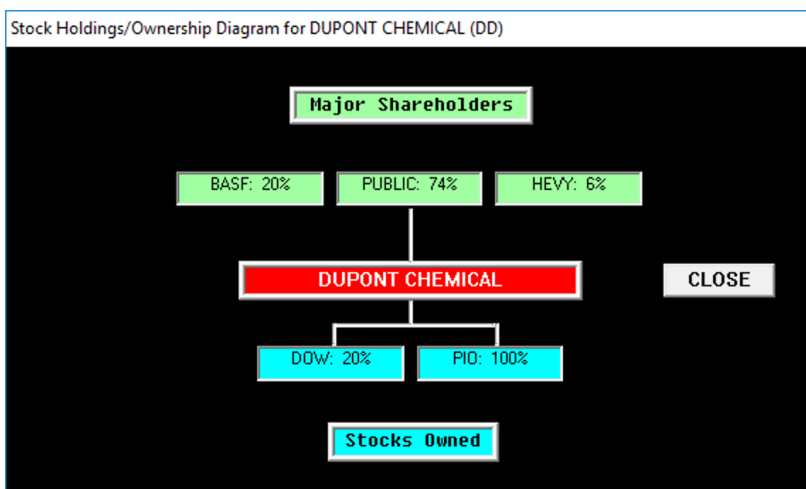 Stock Holdings/Ownership Diagram for DUPONT CHEMICAL (DD)
Major Shareholders
BASF: 20%
PUBLIC: 74%
HEVY: 6%
DUPONT CHEMICAL
CLOSE
DOW: 20%
PIO: 100%
Stocks Owned